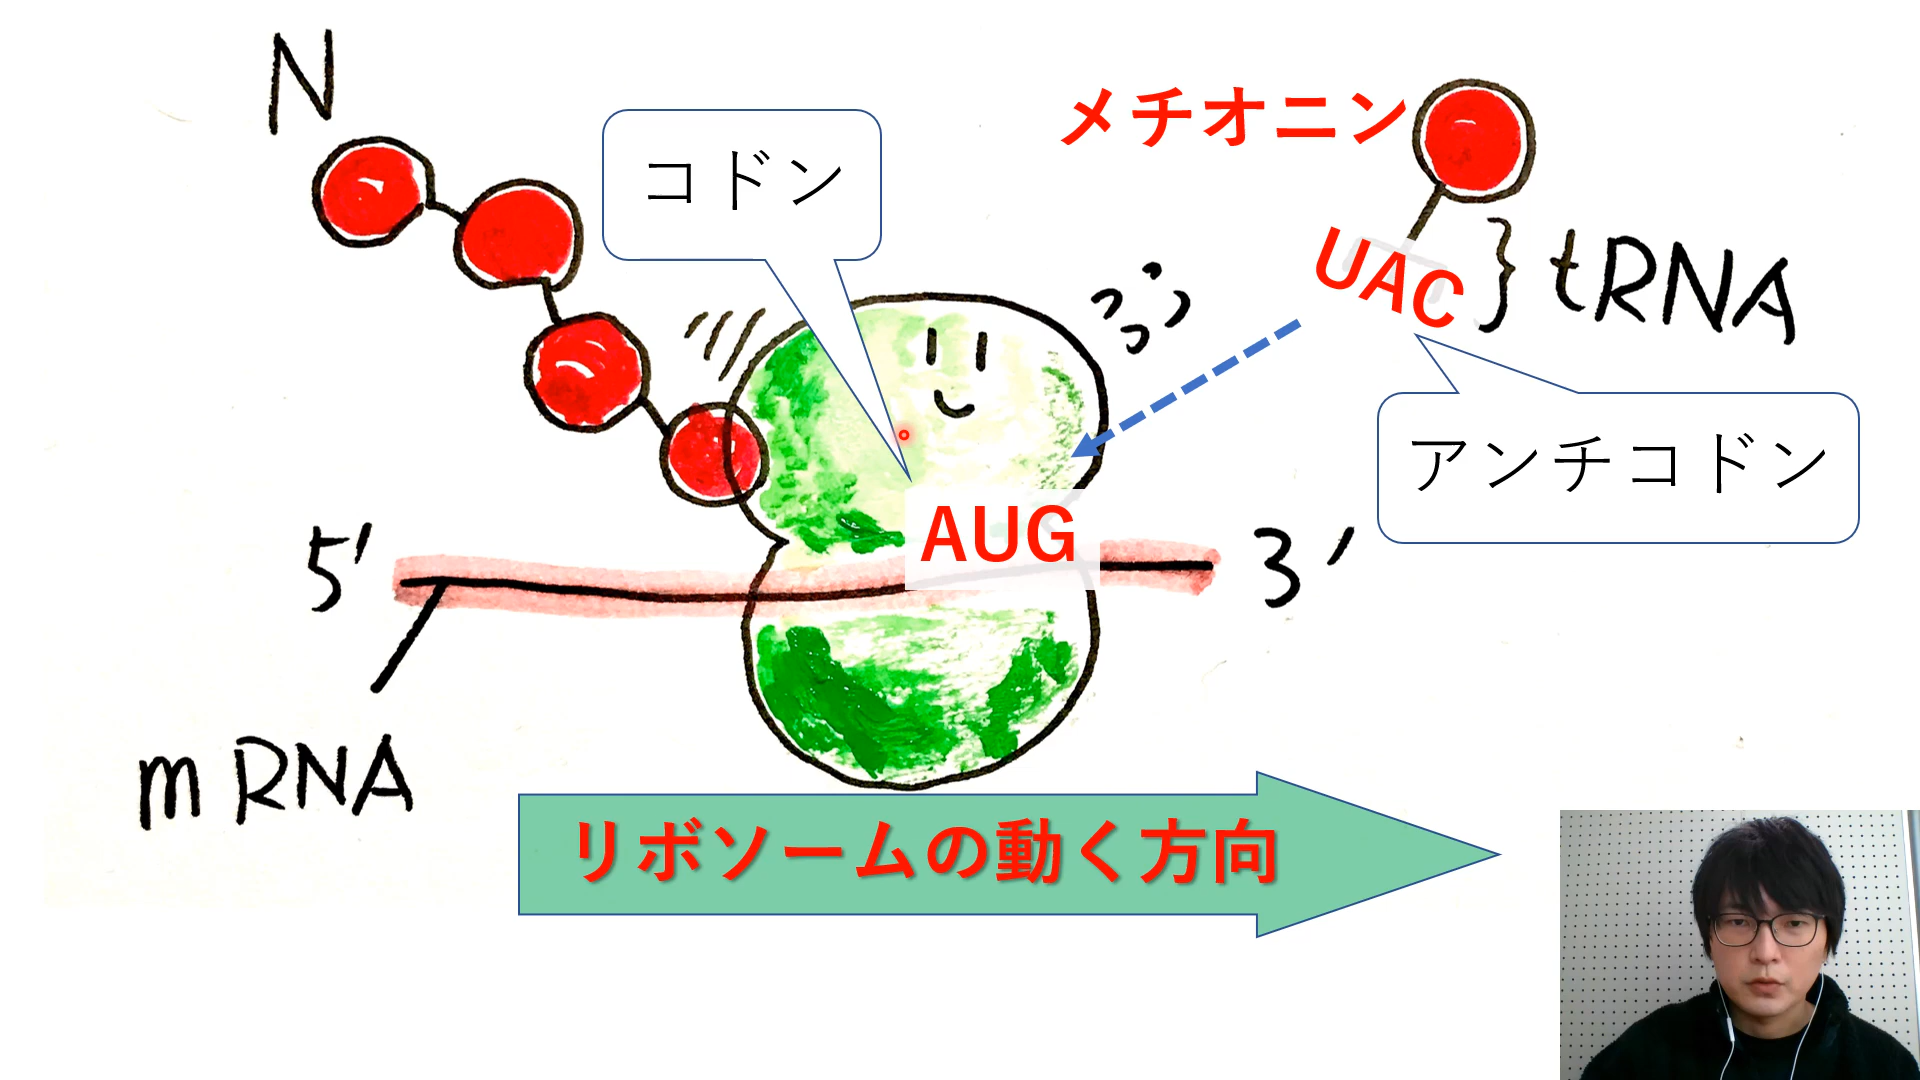 N
コドン
メチオニン
UAC
tRNA
アンチコドン
AUG
5'
3'
mRNA
リボソームの動く方向